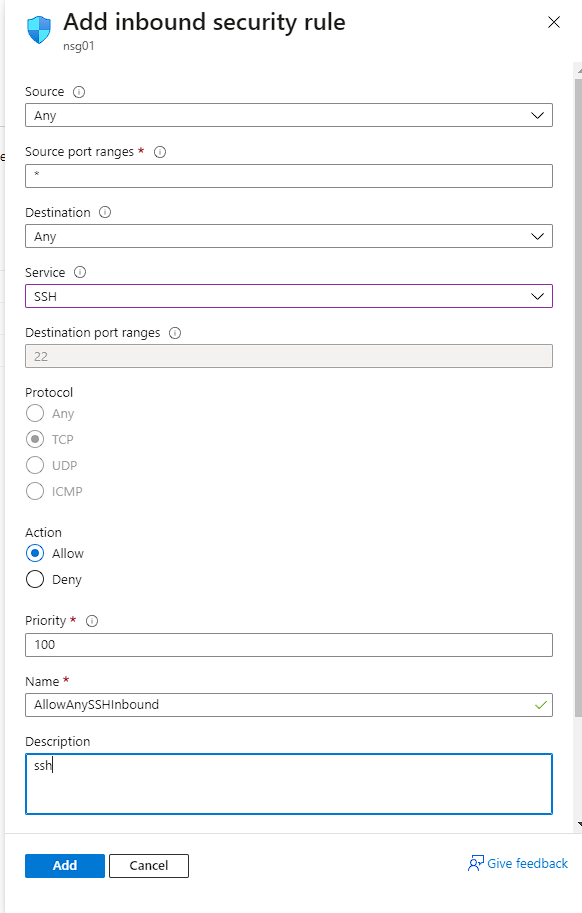 Add inbound security rule
nsg01
Source
Any
Source port ranges *
*
Destination
Any
Service
SSH
Destination port ranges
22
Protocol
Any
TCP
UDP
ICMP
Action
Allow
Deny
Priority *
100
Name *
AllowAnySSHInbound
Description
ssh
Add Cancel Give feedback